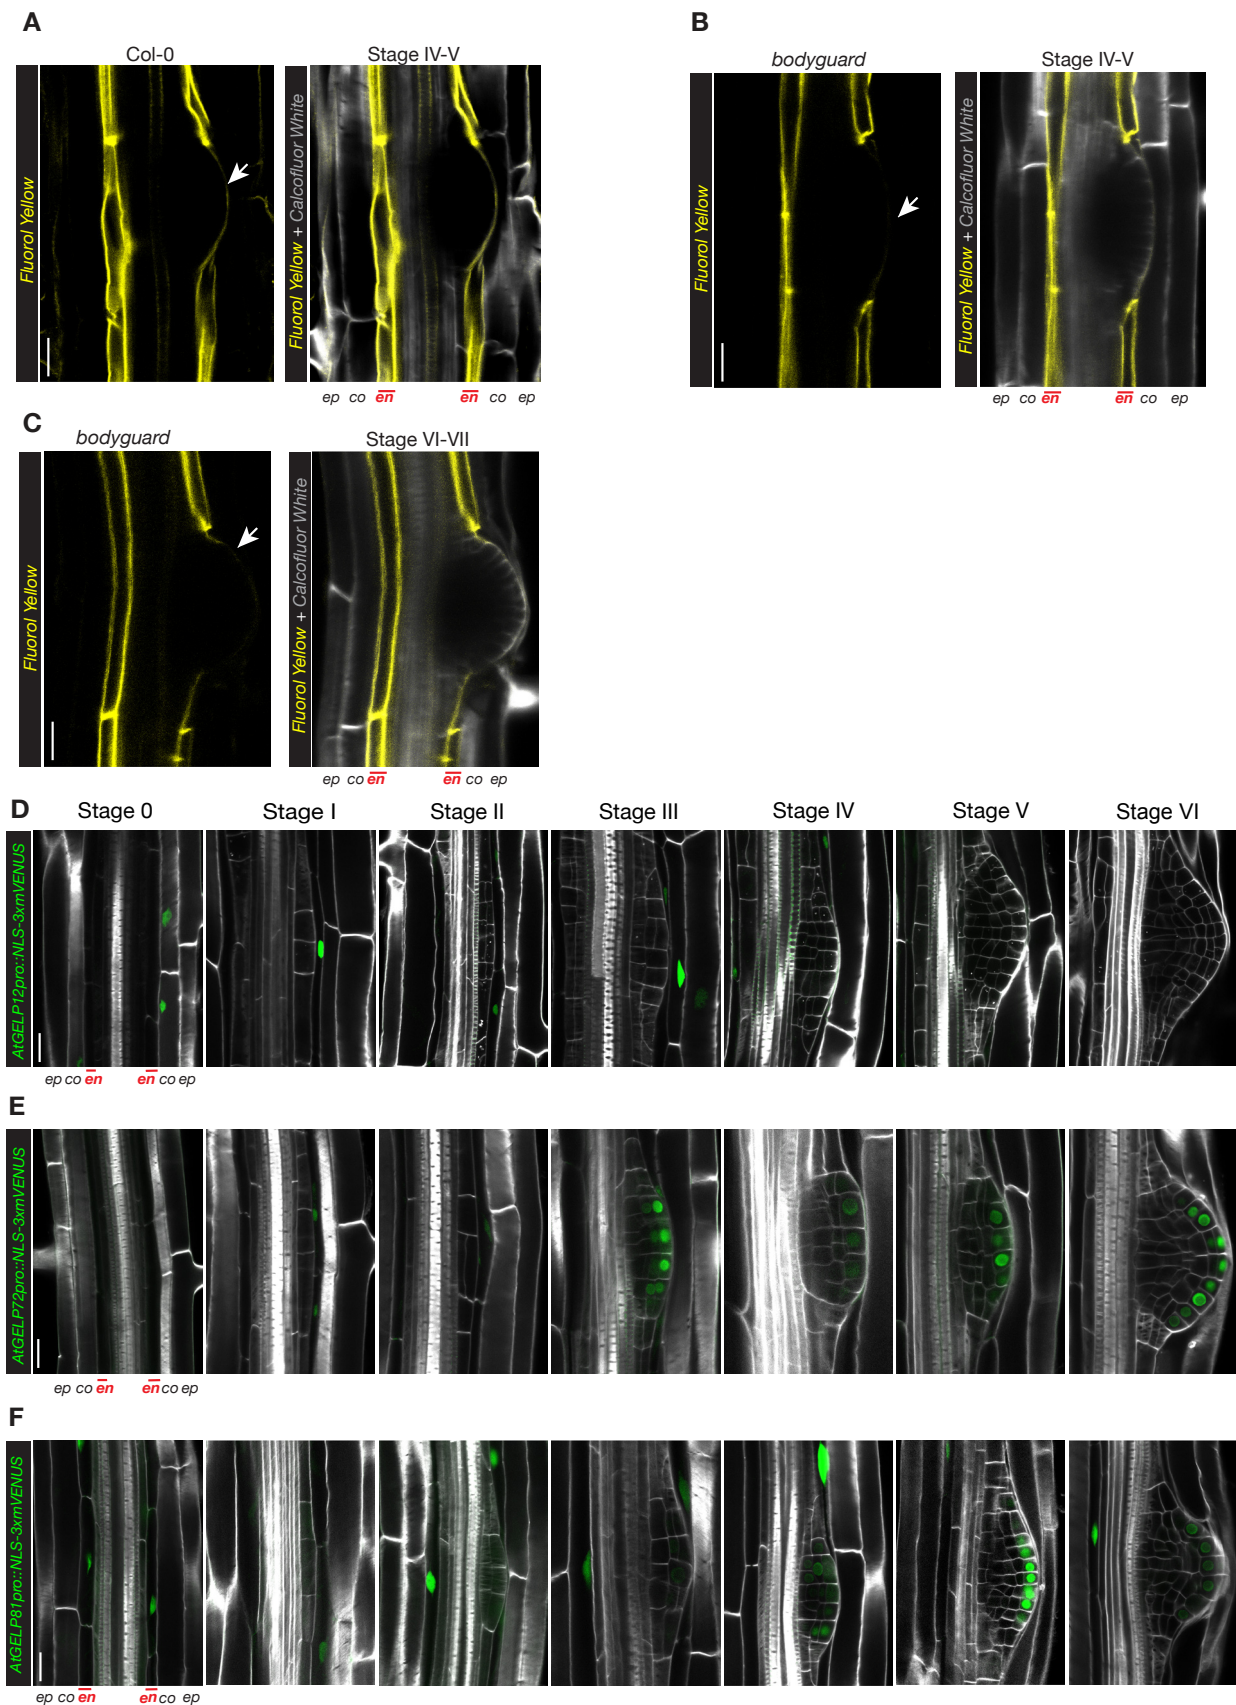 A
B
Col-0
Stage IV-V
bodyguard
Stage IV-V
Fluorol Yellow
Fluorol Yellow + Calcofluor White
Fluorol Yellow
Fluorol Yellow + Calcofluor White
ep co en en co ep
ep co en en co ep
C
bodyguard
Stage VI-VII
Fluorol Yellow
Fluorol Yellow + Calcofluor White
ep co en en co ep
D
Stage 0
Stage I
Stage II
Stage III
Stage IV
Stage V
Stage VI
AtGELP12pro::NLS-3xmVENUS
ep co en en co ep
E
AtGELP72pro::NLS-3xmVENUS
ep co en en co ep
F
AtGELP81pro::NLS-3xmVENUS
ep co en en co ep